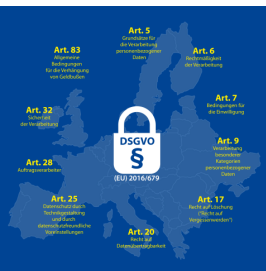 Art. 5
Grundsätze für
die Verarbeitung
personenbezogener
Daten
Art. 83
Allgemeine
Bedingungen
für die Verhängung
von Geldbußen
Art. 6
Rechtmäßigkeit
der Verarbeitung
Art. 7
Bedingungen für
die Einwilligung
Art. 32
Sicherheit
der Verarbeitung
DSGVO
§
(EU) 2016/679
Art. 9
Verarbeitung
besonderer
Kategorien
personenbezogener
Daten
Art. 28
Auftragsverarbeiter
Art. 25
Datenschutz durch
Technikgestaltung
und durch
datenschutzfreundliche
Voreinstellungen
Art. 17
Recht auf Löschung
("Recht auf
Vergessenwerden")
Art. 20
Recht auf
Datenübertragbarkeit